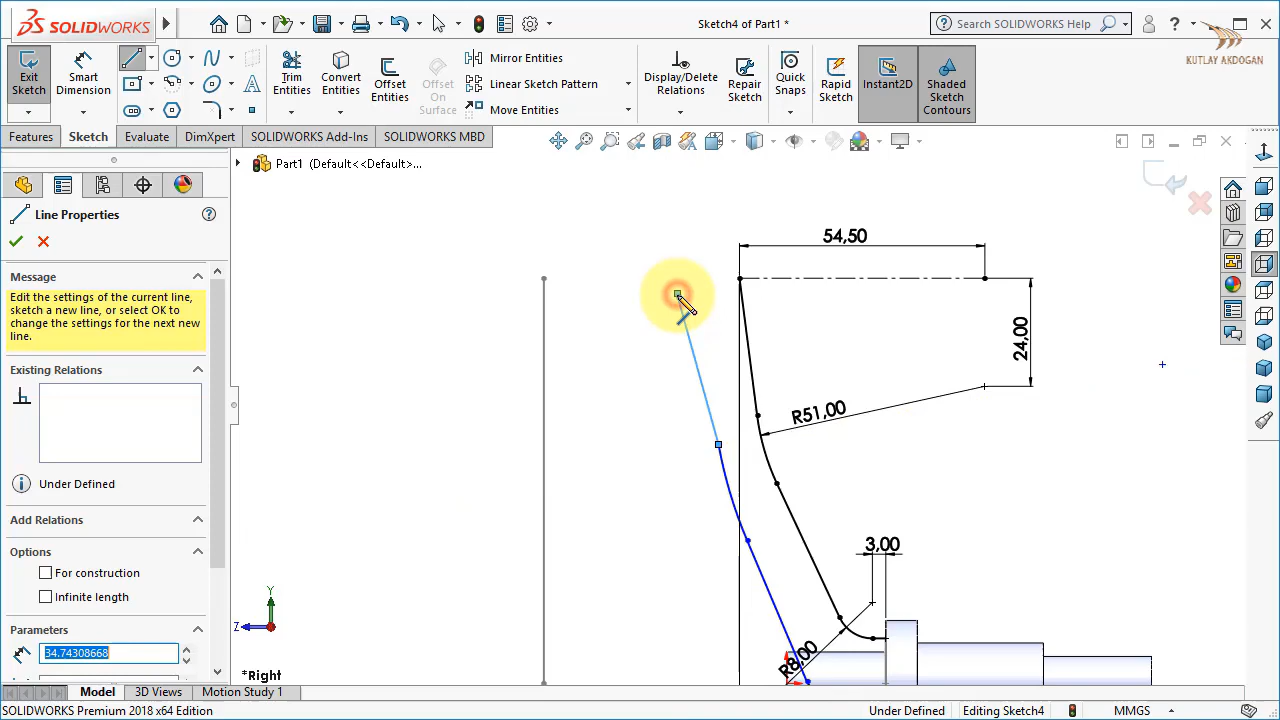 SOLIDWORKS
Sketch4 of Part1 *
Search SOLIDWORKS Help
KUTLAY AKDOGAN
Exit Sketch
Smart Dimension
Trim Entities
Convert Entities
Offset Entities
Offset On Surface
Mirror Entities
Linear Sketch Pattern
Move Entities
Display/Delete Relations
Repair Sketch
Quick Snaps
Rapid Sketch
Instant2D
Shaded Sketch Contours
Features
Sketch
Evaluate
DimXpert
SOLIDWORKS Add-Ins
SOLIDWORKS MBD
Part1 (Default<<Default>...
Line Properties
Message
Edit the settings of the current line,
sketch a new line, or select OK to
change the settings for the next new
line.
Existing Relations
Under Defined
Add Relations
Options
For construction
Infinite length
Parameters
34.74308668
54,50
24,00
R51,00
3,00
R8,00
Y
Z
*Right
Model
3D Views
Motion Study 1
SOLIDWORKS Premium 2018 x64 Edition
Under Defined
Editing Sketch4
MMGS